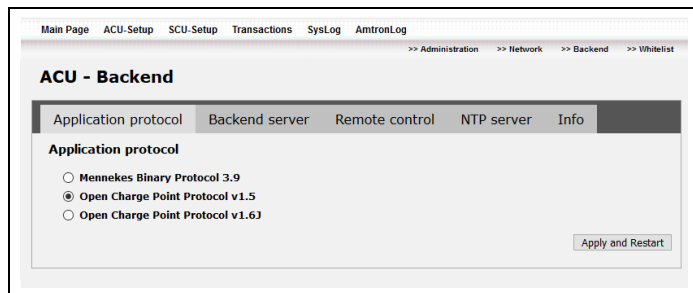 Main Page ACU-Setup SCU-Setup Transactions SysLog AmtronLog
>> Administration >> Network >> Backend >> Whitelist
ACU - Backend
Application protocol Backend server Remote control NTP server Info
Application protocol
Mennekes Binary Protocol 3.9
Open Charge Point Protocol v1.5
Open Charge Point Protocol v1.6J
Apply and Restart